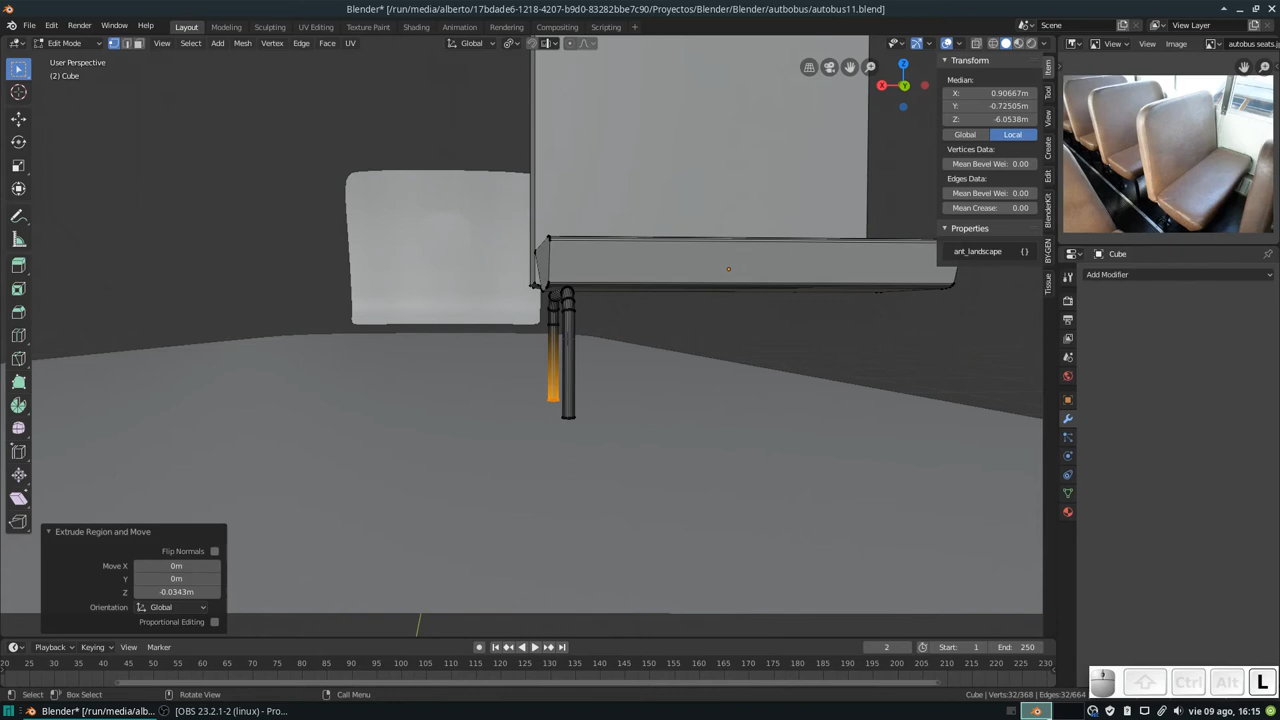 Blender* [/run/media/alberto/17bdade6-1218-4207-b9d0-83282bbe7c90/Proyectos/Blender/Blender/autbobus/autobus11.blend]
File Edit Render Window Help Layout Modeling Sculpting UV Editing Texture Paint Shading Animation Rendering Compositing Scripting + Scene View Layer
Edit Mode View Select Add Mesh Vertex Edge Face UV Global View View Image autobus seats.j
User Perspective
(2) Cube
Z
X
Y
Transform
Median:
X: 0.90667m
Y: -0.72505m
Z: -6.0538m
Global Local
Vertices Data:
Mean Bevel Wei: 0.00
Edges Data:
Mean Bevel Wei: 0.00
Mean Crease: 0.00
Properties
ant_landscape {}
Item
Tool
View
Create
Edit
BlenderKit
BY-GEN
Tissue
Cube
Add Modifier
Extrude Region and Move
Flip Normals
Move X 0m
Y 0m
Z -0.0343m
Orientation Global
Proportional Editing
Playback Keying View Marker 2 Start: 1 End: 250
20 25 30 35 40 45 50 55 60 65 70 75 80 85 90 95 100 105 110 115 120 125 130 135 140 145 150 155 160 165 170 175 180 185 190 195 200 205 210 215 220 225 230
Ctrl Alt L
Select Box Select Rotate View Call Menu Cube | Verts:32/368 | Edges:32/664
Blender* [/run/media/alb... [OBS 23.2.1-2 (linux) - Pro... vie 09 ago, 16:15